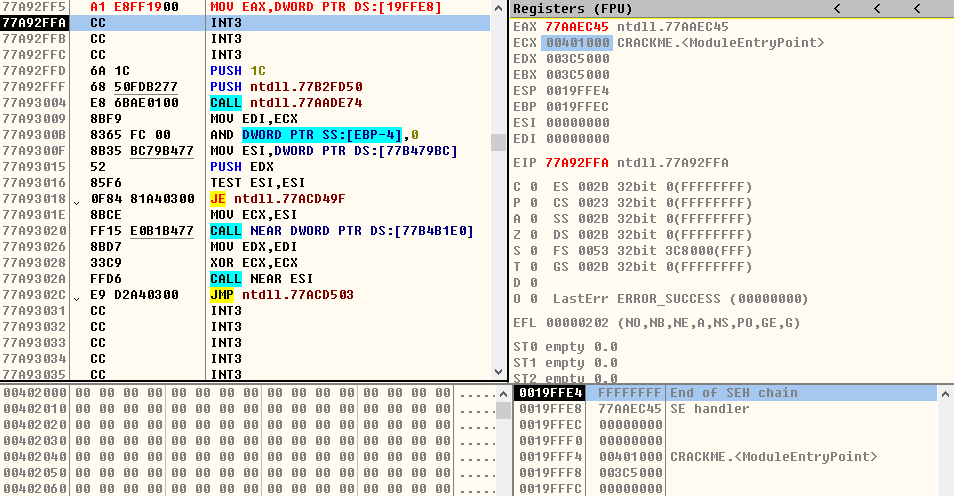 77A92FF5 A1 E8FF1900 MOV EAX,DWORD PTR DS:[19FFE8]
77A92FFA CC INT3
77A92FFB CC INT3
77A92FFC CC INT3
77A92FFD 6A 1C PUSH 1C
77A92FFF 68 50FDB277 PUSH ntdll.77B2FD50
77A93004 E8 6BAE0100 CALL ntdll.77AADE74
77A93009 8BF9 MOV EDI,ECX
77A9300B 8365 FC 00 AND DWORD PTR SS:[EBP-4],0
77A9300F 8B35 BC79B477 MOV ESI,DWORD PTR DS:[77B479BC]
77A93015 52 PUSH EDX
77A93016 85F6 TEST ESI,ESI
77A93018 0F84 81A40300 JE ntdll.77ACD49F
77A9301E 8BCE MOV ECX,ESI
77A93020 FF15 E0B1B477 CALL NEAR DWORD PTR DS:[77B4B1E0]
77A93026 8BD7 MOV EDX,EDI
77A93028 33C9 XOR ECX,ECX
77A9302A FFD6 CALL NEAR ESI
77A9302C E9 D2A40300 JMP ntdll.77ACD503
77A93031 CC INT3
77A93032 CC INT3
77A93033 CC INT3
77A93034 CC INT3
77A93035 CC INT3
Registers (FPU) < < <
EAX 77AAEC45 ntdll.77AAEC45
ECX 00401000 CRACKME.<ModuleEntryPoint>
EDX 003C5000
EBX 003C5000
ESP 0019FFE4
EBP 0019FFEC
ESI 00000000
EDI 00000000
EIP 77A92FFA ntdll.77A92FFA
C 0 ES 002B 32bit 0(FFFFFFFF)
P 0 CS 0023 32bit 0(FFFFFFFF)
A 0 SS 002B 32bit 0(FFFFFFFF)
Z 0 DS 002B 32bit 0(FFFFFFFF)
S 0 FS 0053 32bit 3C8000(FFF)
T 0 GS 002B 32bit 0(FFFFFFFF)
D 0
O 0 LastErr ERROR_SUCCESS (00000000)
EFL 00000202 (NO,NB,NE,A,NS,PO,GE,G)
ST0 empty 0.0
ST1 empty 0.0
ST2 empty 0.0
00402000 00 00 00 00 00 00 00 00 00 00 00 00 00 00 00 00 .....
00402010 00 00 00 00 00 00 00 00 00 00 00 00 00 00 00 00 .....
00402020 00 00 00 00 00 00 00 00 00 00 00 00 00 00 00 00 .....
00402030 00 00 00 00 00 00 00 00 00 00 00 00 00 00 00 00 .....
00402040 00 00 00 00 00 00 00 00 00 00 00 00 00 00 00 00 .....
00402050 00 00 00 00 00 00 00 00 00 00 00 00 00 00 00 00 .....
00402060 00 00 00 00 00 00 00 00 00 00 00 00 00 00 00 00 .....
0019FFE4 FFFFFFFF End of SEH chain
0019FFE8 77AAEC45 SE handler
0019FFEC 00000000
0019FFF0 00000000
0019FFF4 00401000 CRACKME.<ModuleEntryPoint>
0019FFF8 003C5000
0019FFFC 00000000